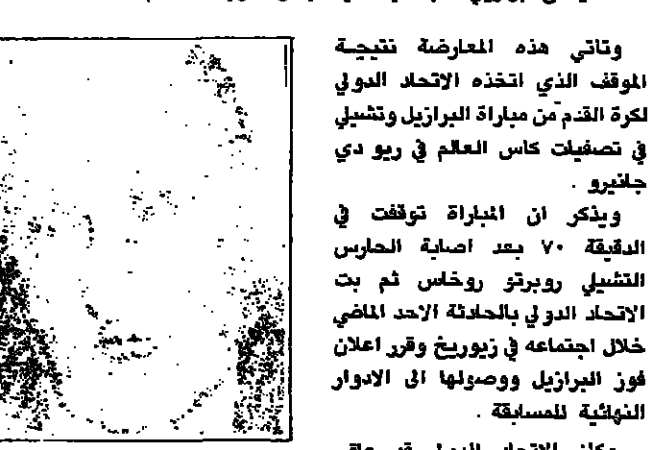 وتاتي هذه المعارضة نتيجة
الموقف الذي اتخذه الاتحاد الدولي
لكرة القدم من مباراة البرازيل وتشيلي
في تصفيات كاس العالم في ريو دي
جانيرو .
ويذكر ان المباراة توقفت في
الدقيقة ٧٠ بعد اصابة الحارس
التشيلي روبرتو روخاس ثم بت
الاتحاد الدولي بالحادثة الاحد الماضي
خلال اجتماعه في زيوريخ وقرر اعلان
فوز البرازيل ووصولها الى الادوار
النهائية للمسابقة .